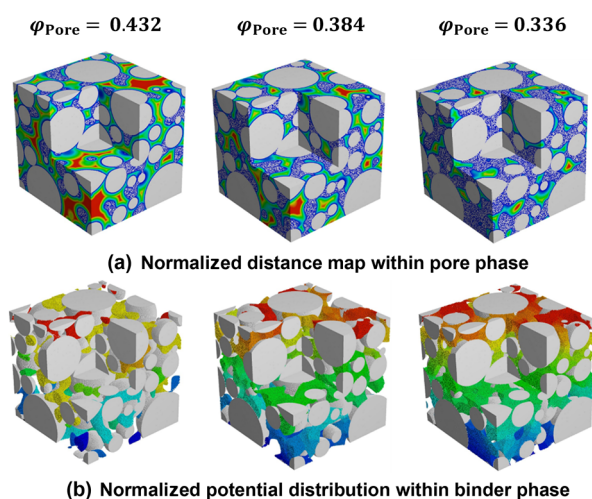 φPore = 0.432 φPore = 0.384 φPore = 0.336
(a) Normalized distance map within pore phase
(b) Normalized potential distribution within binder phase